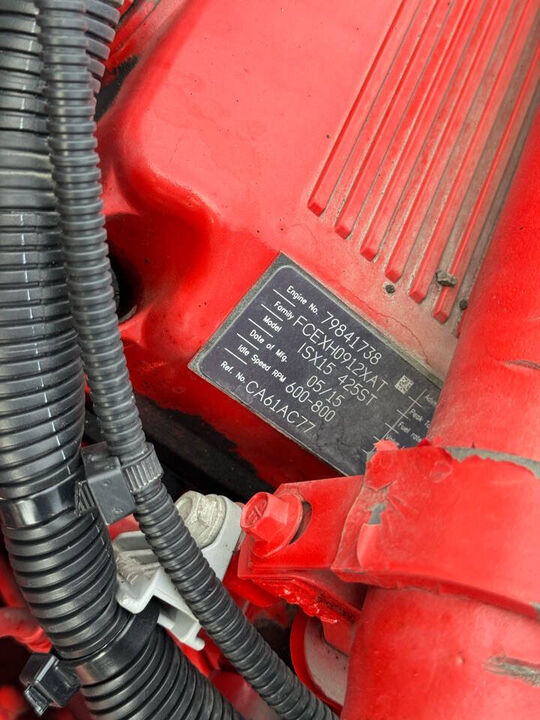 Engine No. 79841738
Family FCEXH0912XAT
Model ISX15 425ST
Date of Mfg. 05/15
Idle Speed RPM 600-800
Ref. No. CA61AC77
Fuel